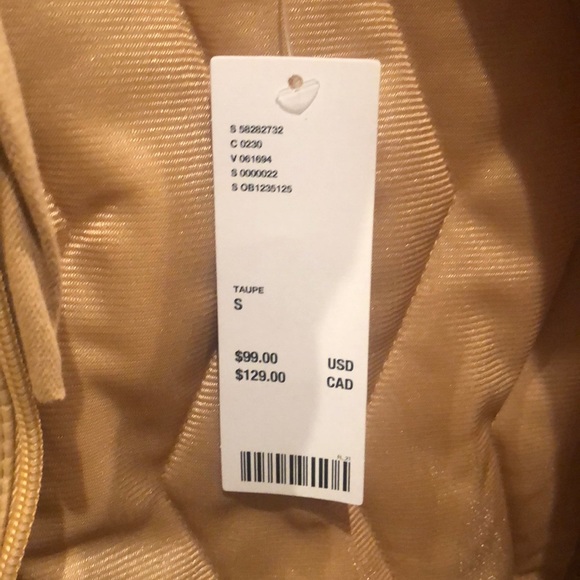 S 58282732
C 0230
V 061694
S 0000022
S OB1235125
TAUPE
S
$99.00 USD
$129.00 CAD